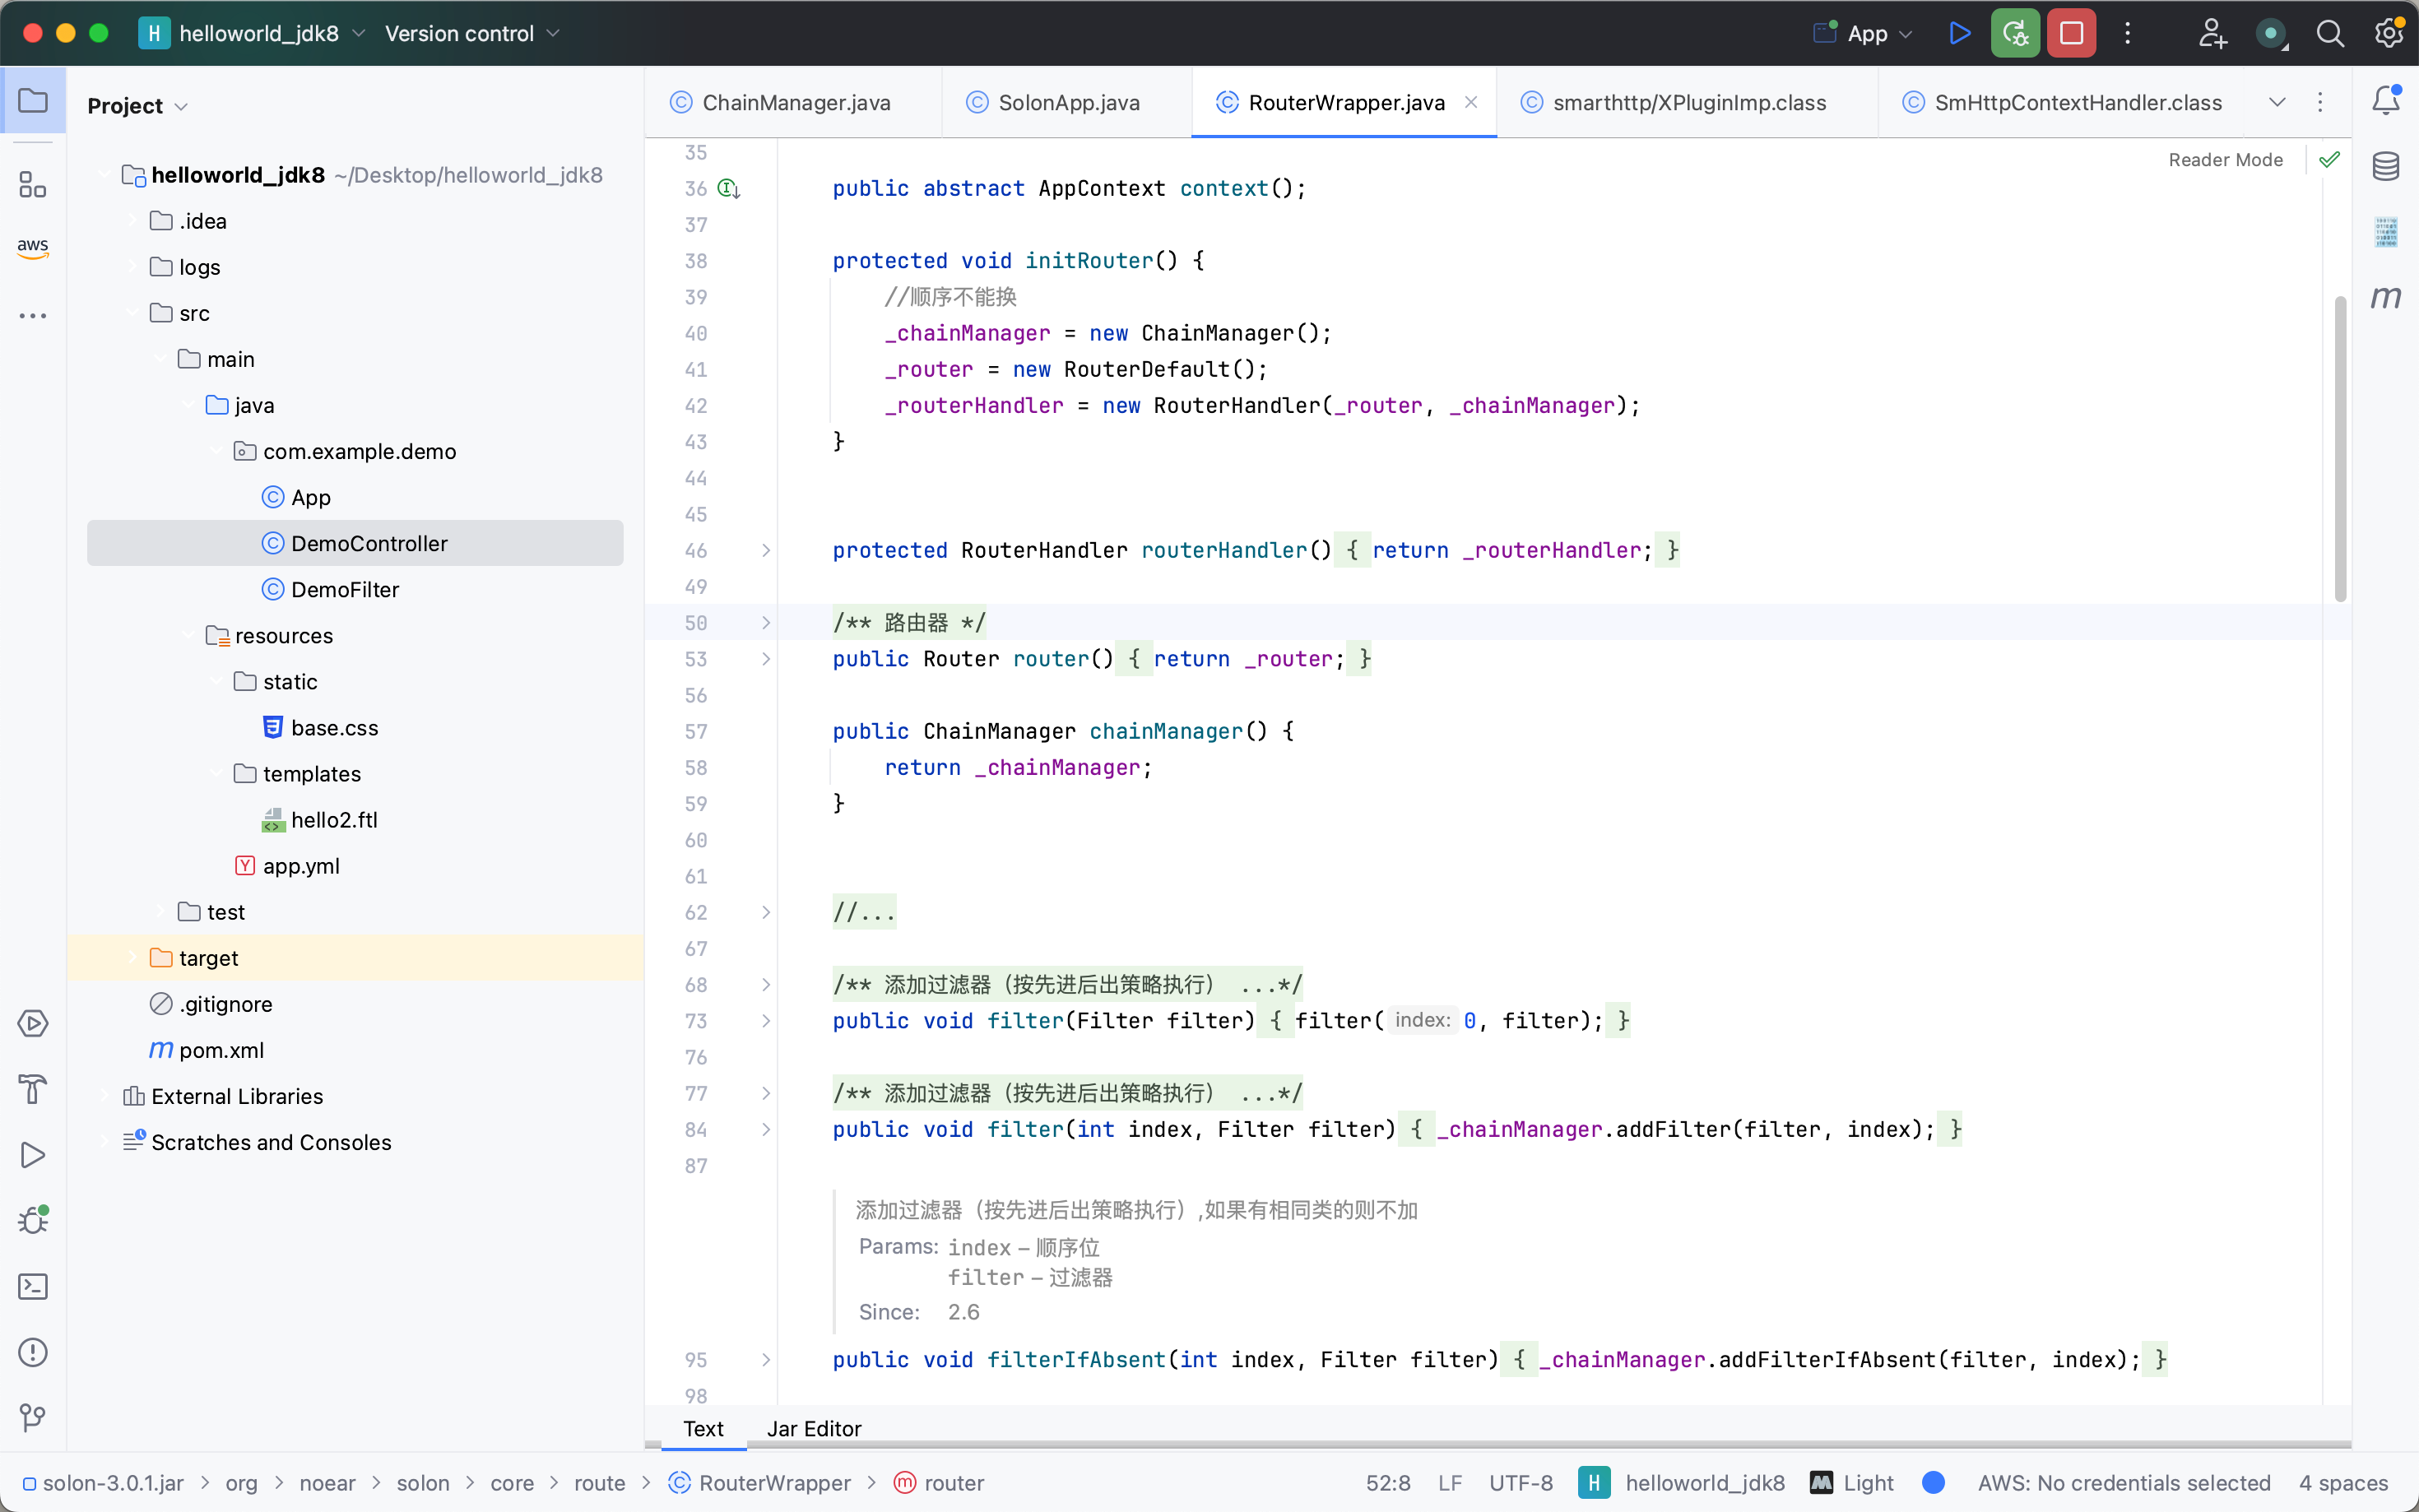 H helloworld_jdk8 Version control App
Project
ChainManager.java SolonApp.java RouterWrapper.java smarthttp/XPluginImp.class SmHttpContextHandler.class
aws
helloworld_jdk8 ~/Desktop/helloworld_jdk8
.idea
logs
src
main
java
com.example.demo
App
DemoController
DemoFilter
resources
static
base.css
templates
hello2.ftl
app.yml
test
target
.gitignore
pom.xml
External Libraries
Scratches and Consoles
Reader Mode
35
36 public abstract AppContext context();
37
38 protected void initRouter() {
39 //顺序不能换
40 _chainManager = new ChainManager();
41 _router = new RouterDefault();
42 _routerHandler = new RouterHandler(_router, _chainManager);
43 }
44
45
46 protected RouterHandler routerHandler() { return _routerHandler; }
49
50 /** 路由器 */
53 public Router router() { return _router; }
56
57 public ChainManager chainManager() {
58 return _chainManager;
59 }
60
61
62 //...
67
68 /** 添加过滤器（按先进后出策略执行） ...*/
73 public void filter(Filter filter) { filter( index: 0, filter); }
76
77 /** 添加过滤器（按先进后出策略执行） ...*/
84 public void filter(int index, Filter filter) { _chainManager.addFilter(filter, index); }
87
添加过滤器（按先进后出策略执行）,如果有相同类的则不加
Params: index – 顺序位
filter – 过滤器
Since: 2.6
95 public void filterIfAbsent(int index, Filter filter) { _chainManager.addFilterIfAbsent(filter, index); }
98
Text Jar Editor
solon-3.0.1.jar > org > noear > solon > core > route > RouterWrapper > router 52:8 LF UTF-8 H helloworld_jdk8 Light AWS: No credentials selected 4 spaces